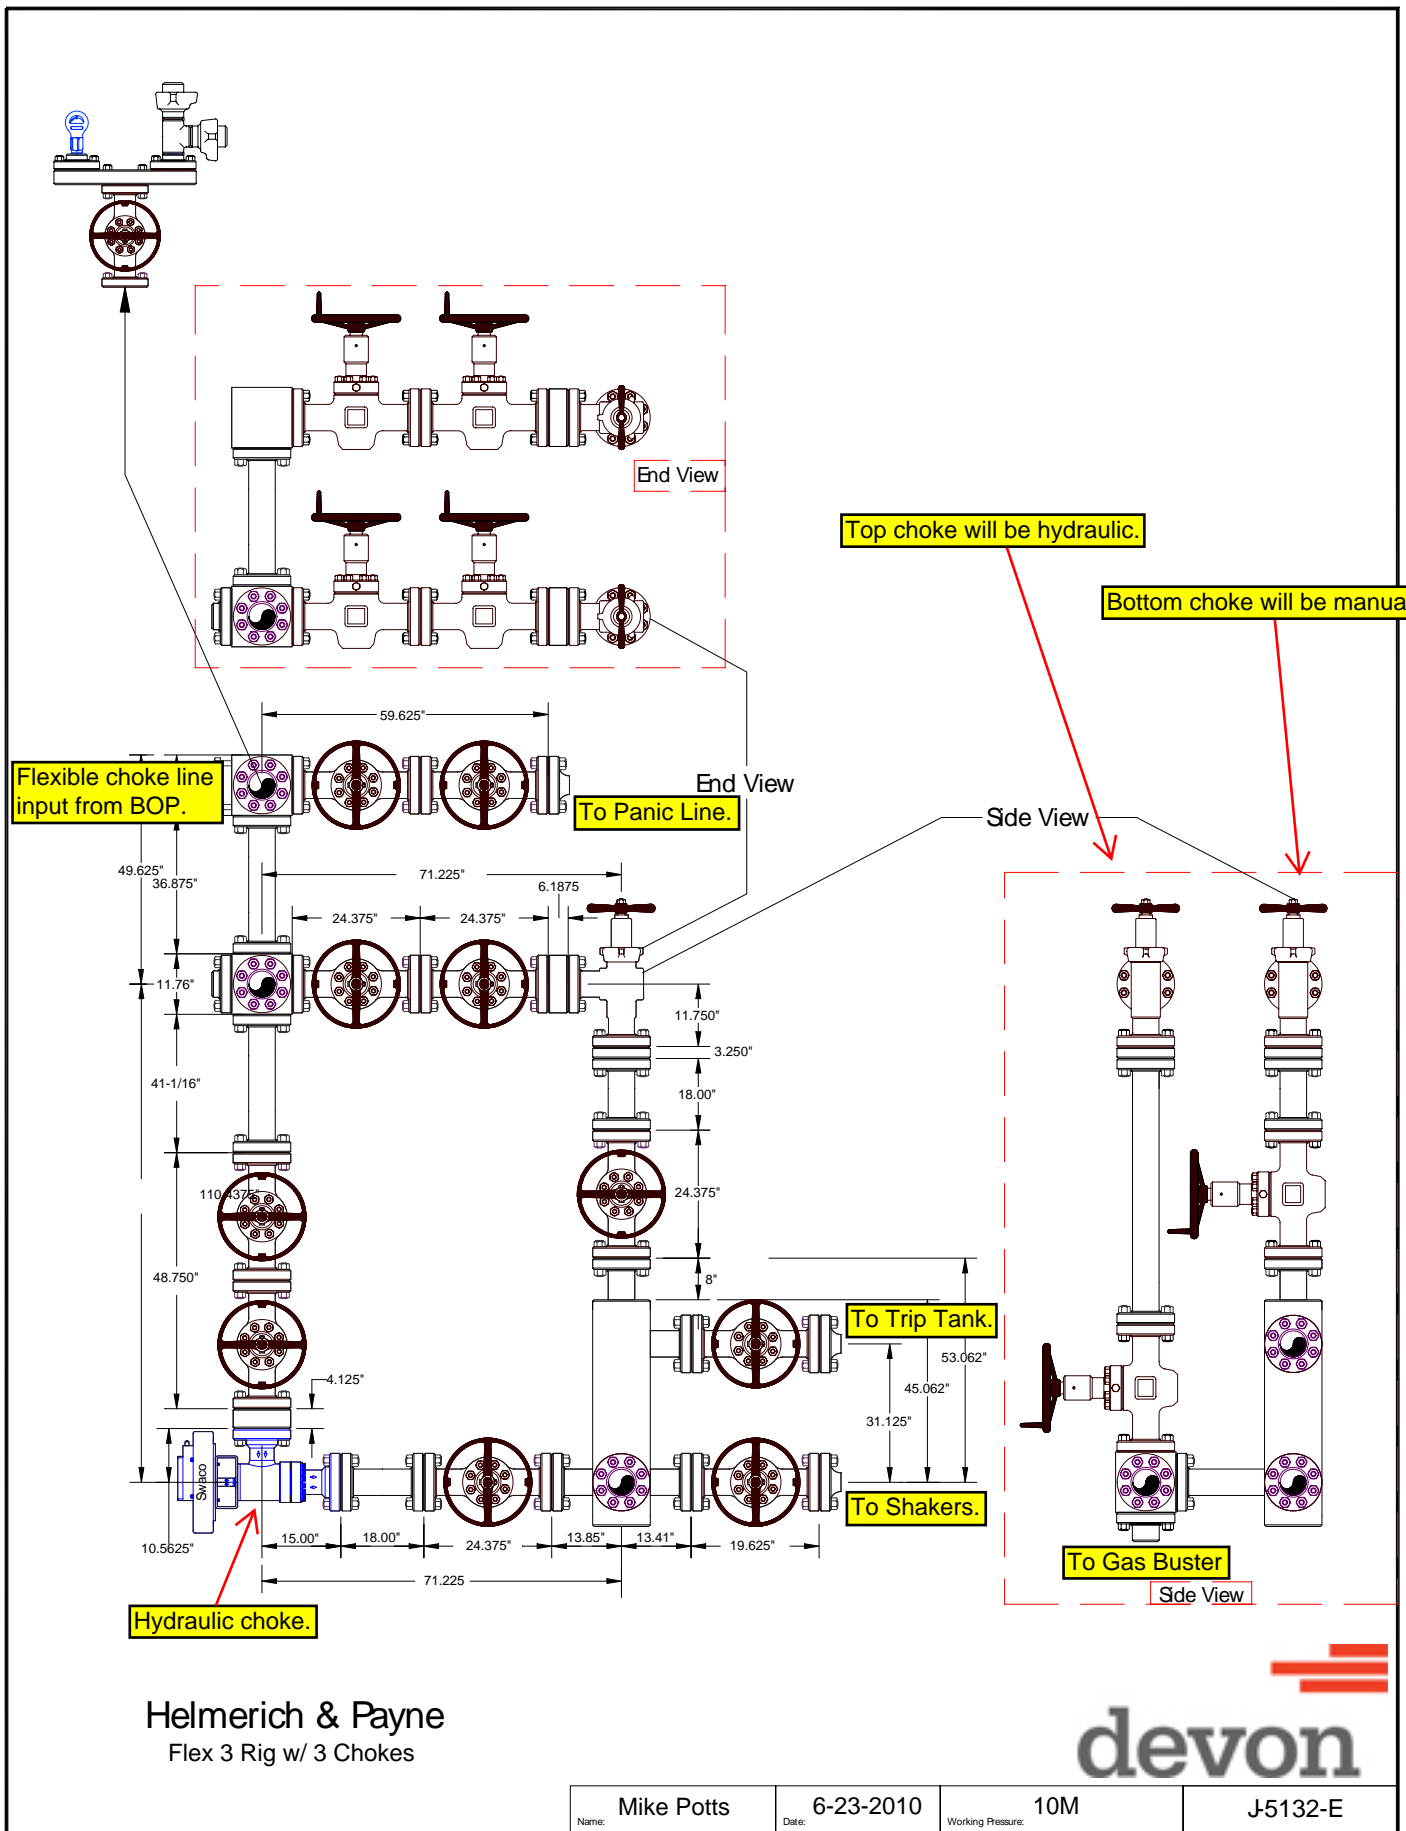 End View
Top choke will be hydraulic.
Bottom choke will be manua
59.625"
Flexible choke line
input from BOP.
End View
To Panic Line.
Side View
49.625"
36.875"
71.225"
6.1875
24.375"
24.375"
11.76"
11.750"
3.250"
41-1/16"
18.00"
110.4375"
24.375"
48.750"
8"
To Trip Tank.
53.062"
4.125"
45.062"
31.125"
Swaco
To Shakers.
10.5625"
15.00"
18.00"
24.375"
13.85"
13.41"
19.625"
71.225
To Gas Buster
Side View
Hydraulic choke.
Helmerich & Payne
Flex 3 Rig w/ 3 Chokes
devon
Name: Mike Potts
Date: 6-23-2010
Working Pressure: 10M
J-5132-E